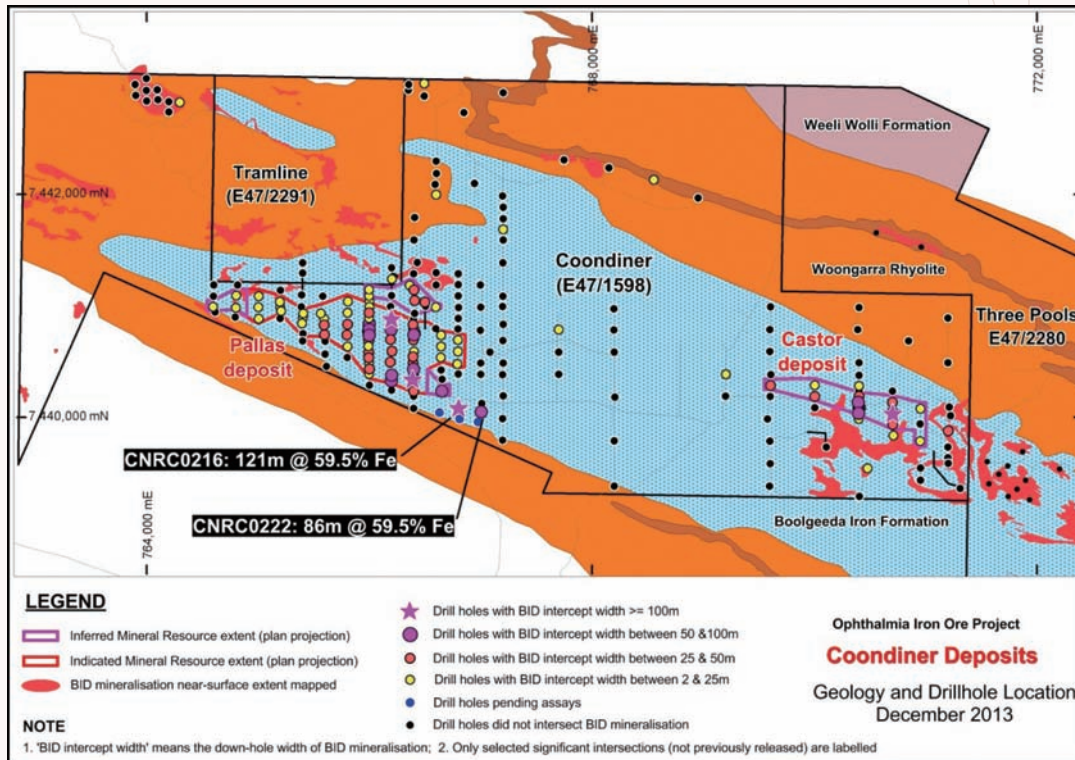 768,000 mE
772,000 mE
Weeli Wolli Formation
Tramline
(E47/2291)
7,442,000 mN
Coondiner
(E47/1598)
Woongarra Rhyolite
Three Pools
E47/2280
Pallas
deposit
Castor
deposit
7,440,000 mN
CNRC0216: 121m @ 59.5% Fe
CNRC0222: 86m @ 59.5% Fe
764,000 mE
Boolgeeda Iron Formation
LEGEND
Inferred Mineral Resource extent (plan projection)
Indicated Mineral Resource extent (plan projection)
BID mineralisation near-surface extent mapped
Drill holes with BID intercept width >= 100m
Drill holes with BID intercept width between 50 &100m
Drill holes with BID intercept width between 25 & 50m
Drill holes with BID intercept width between 2 & 25m
Drill holes pending assays
Drill holes did not intersect BID mineralisation
Ophthalmia Iron Ore Project
Coondiner Deposits
Geology and Drillhole Location
December 2013
NOTE
1. 'BID intercept width' means the down-hole width of BID mineralisation; 2. Only selected significant intersections (not previously released) are labelled